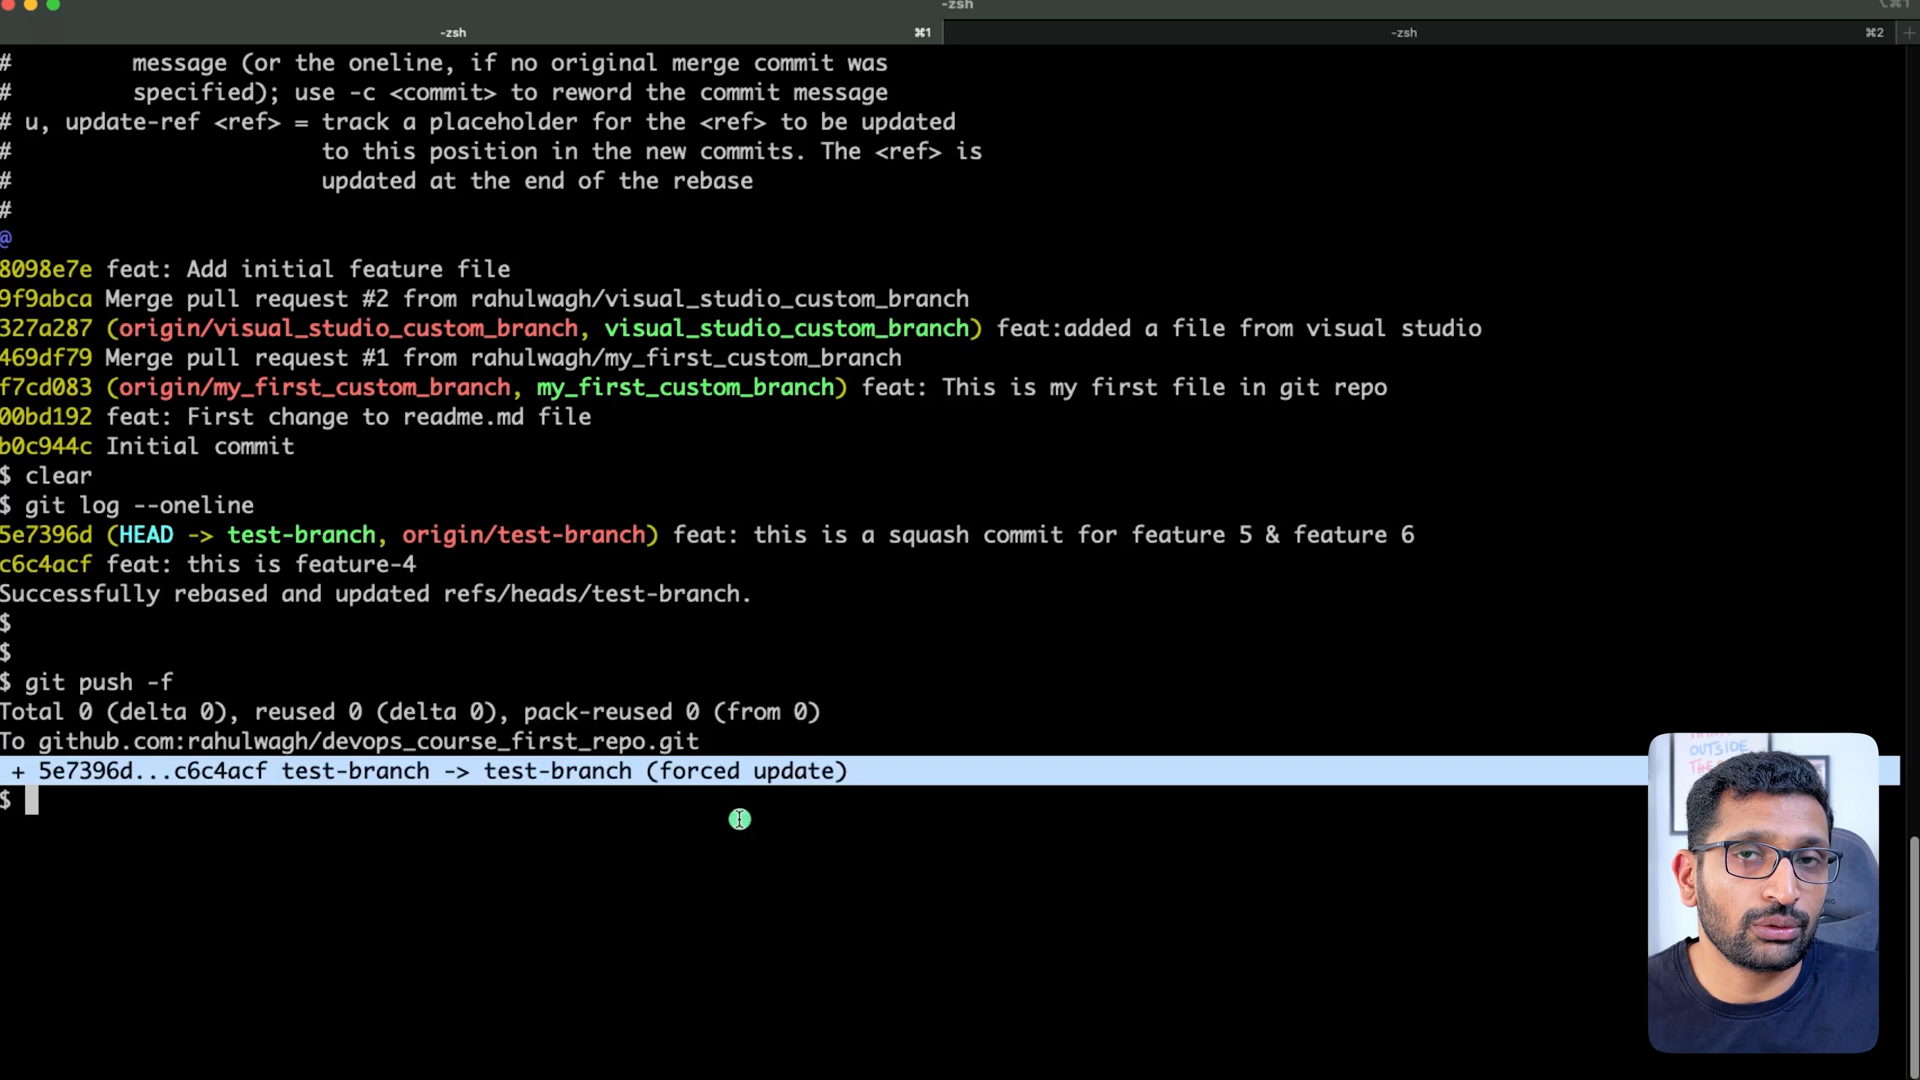 -zsh
⌥⌘1
-zsh ⌘1
-zsh ⌘2
# message (or the oneline, if no original merge commit was
# specified); use -c <commit> to reword the commit message
# u, update-ref <ref> = track a placeholder for the <ref> to be updated
# to this position in the new commits. The <ref> is
# updated at the end of the rebase
#
@
8098e7e feat: Add initial feature file
9f9abca Merge pull request #2 from rahulwagh/visual_studio_custom_branch
327a287 (origin/visual_studio_custom_branch, visual_studio_custom_branch) feat:added a file from visual studio
469df79 Merge pull request #1 from rahulwagh/my_first_custom_branch
f7cd083 (origin/my_first_custom_branch, my_first_custom_branch) feat: This is my first file in git repo
00bd192 feat: First change to readme.md file
b0c944c Initial commit
$ clear
$ git log --oneline
5e7396d (HEAD -> test-branch, origin/test-branch) feat: this is a squash commit for feature 5 & feature 6
c6c4acf feat: this is feature-4
Successfully rebased and updated refs/heads/test-branch.
$
$
$ git push -f
Total 0 (delta 0), reused 0 (delta 0), pack-reused 0 (from 0)
To github.com:rahulwagh/devops_course_first_repo.git
+ 5e7396d...c6c4acf test-branch -> test-branch (forced update)
$
OUTSIDE